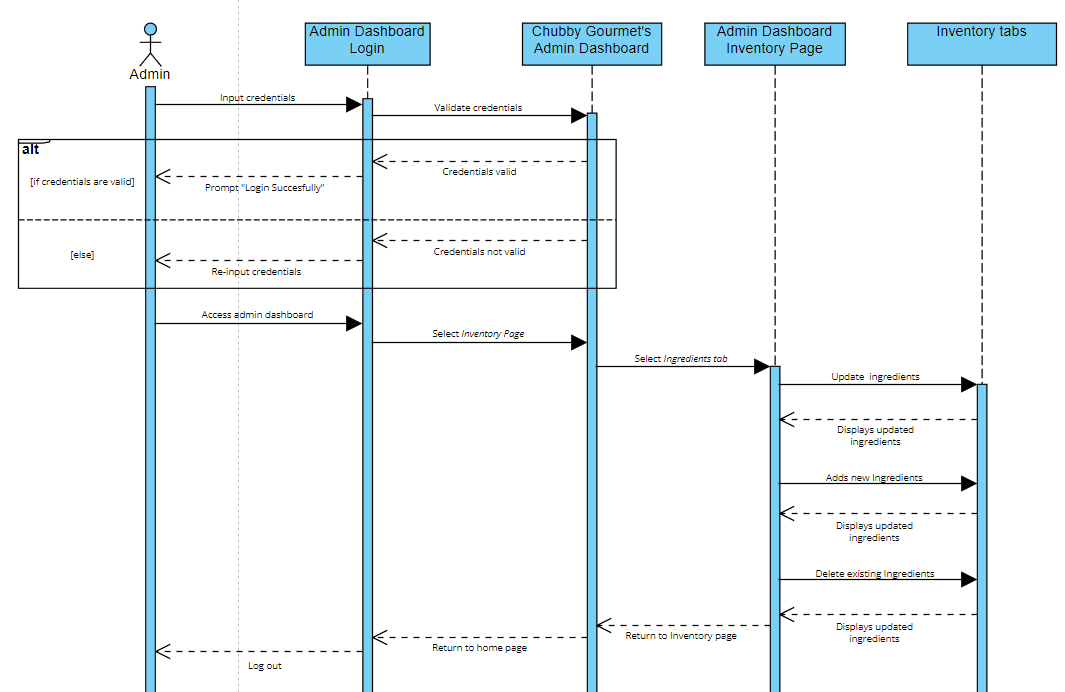 Admin
Admin Dashboard
Login
Chubby Gourmet's
Admin Dashboard
Admin Dashboard
Inventory Page
Inventory tabs
Input credentials
Validate credentials
alt
[if credentials are valid]
Credentials valid
Prompt "Login Succesfully"
[else]
Credentials not valid
Re-input credentials
Access admin dashboard
Select Inventory Page
Select Ingredients tab
Update ingredients
Displays updated
ingredients
Adds new Ingredients
Displays updated
ingredients
Delete existing Ingredients
Displays updated
ingredients
Return to Inventory page
Return to home page
Log out